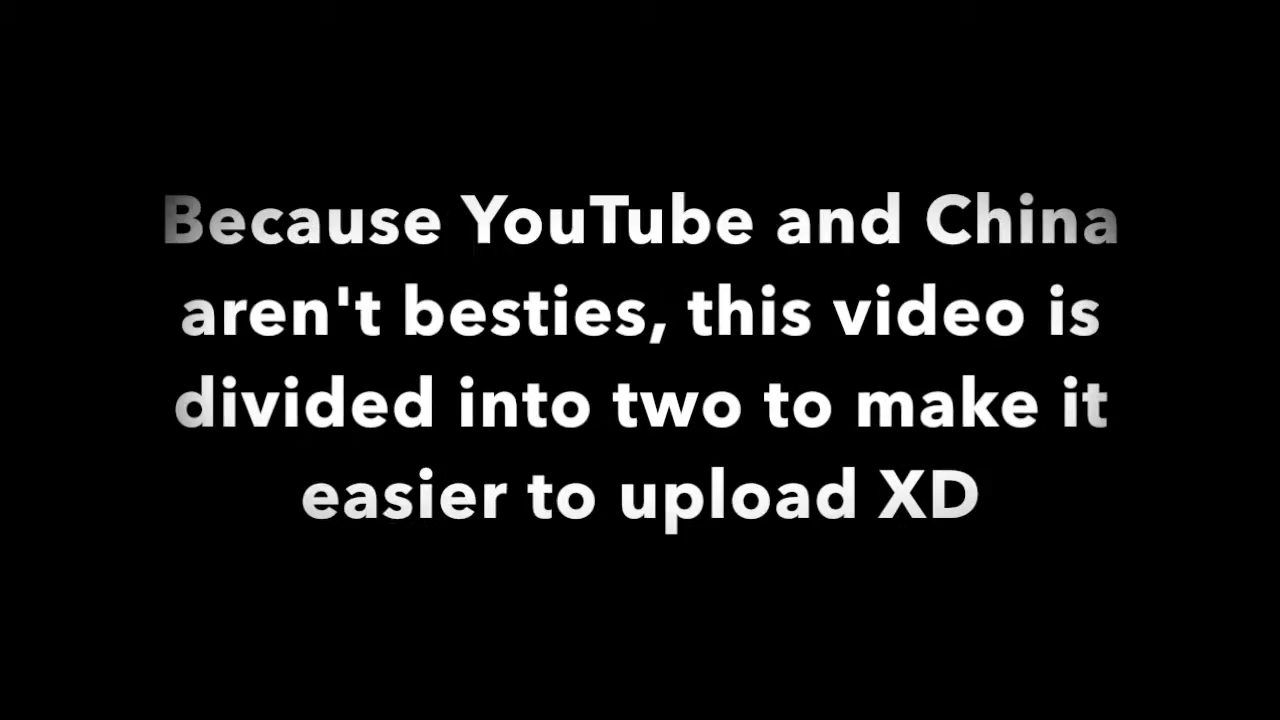 Because YouTube and China
aren't besties, this video is
divided into two to make it
easier to upload XD